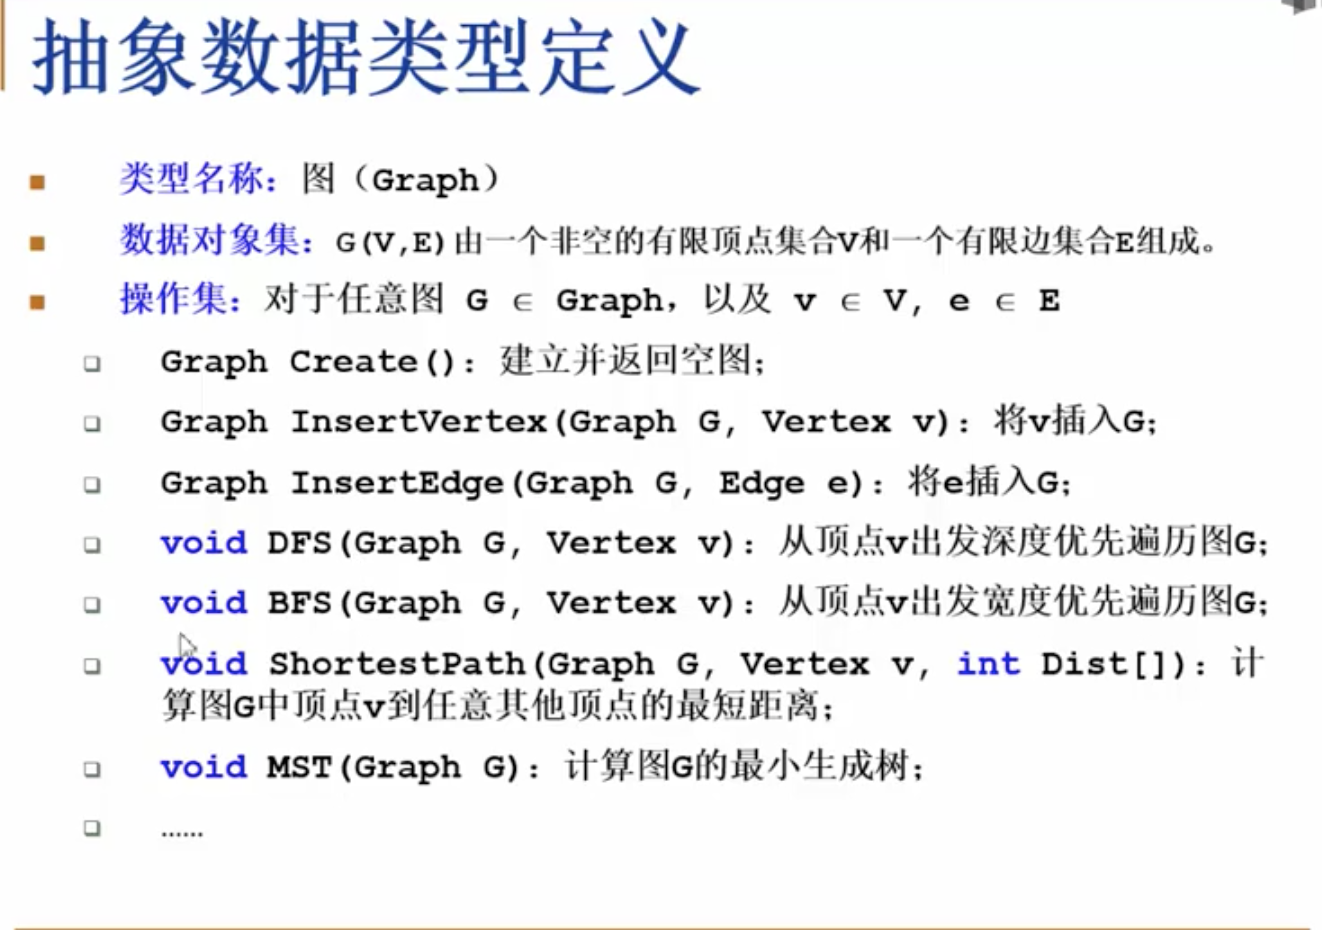 抽象数据类型定义
类型名称：图（Graph）
数据对象集：G(V,E)由一个非空的有限顶点集合V和一个有限边集合E组成。
操作集：对于任意图 G ∈ Graph，以及 v ∈ V, e ∈ E
Graph Create()：建立并返回空图；
Graph InsertVertex(Graph G, Vertex v)：将v插入G；
Graph InsertEdge(Graph G, Edge e)：将e插入G；
void DFS(Graph G, Vertex v)：从顶点v出发深度优先遍历图G；
void BFS(Graph G, Vertex v)：从顶点v出发宽度优先遍历图G；
void ShortestPath(Graph G, Vertex v, int Dist[])：计
算图G中顶点v到任意其他顶点的最短距离；
void MST(Graph G)：计算图G的最小生成树；
……